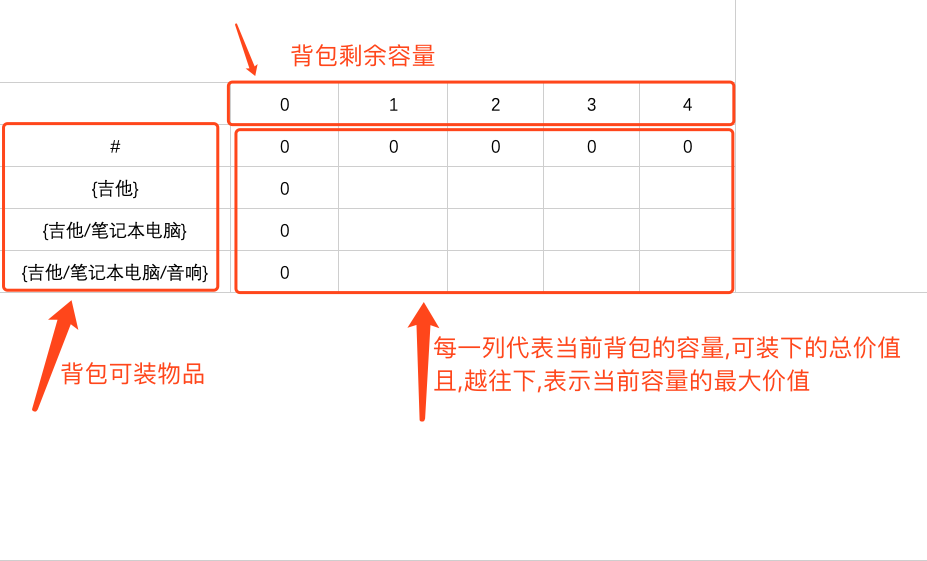 背包剩余容量
0 1 2 3 4
# 0 0 0 0 0
{吉他} 0
{吉他/笔记本电脑} 0
{吉他/笔记本电脑/音响} 0
每一列代表当前背包的容量,可装下的总价值
背包可装物品
且,越往下,表示当前容量的最大价值